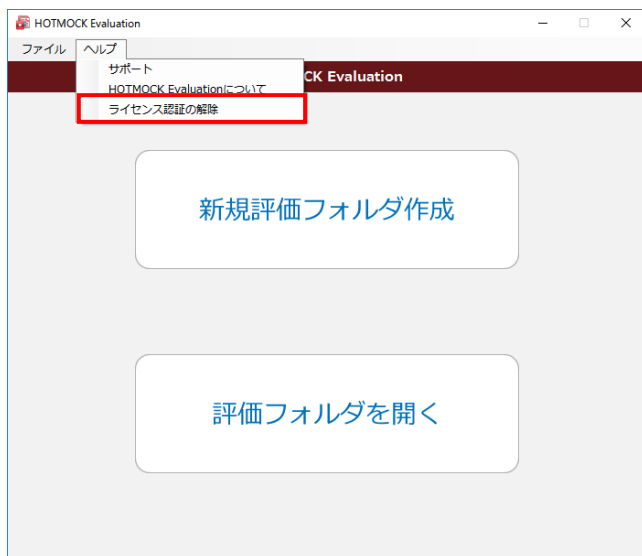 HOTMOCK Evaluation
ファイル ヘルプ
CK Evaluation
サポート
HOTMOCK Evaluationについて
ライセンス認証の解除
新規評価フォルダ作成
評価フォルダを開く